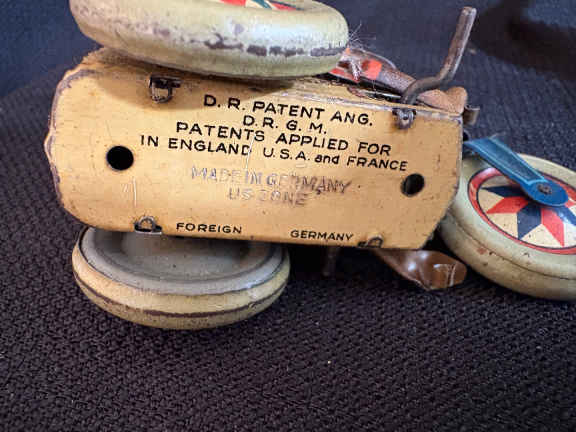 D. R. PATENT ANG.
D. R. G. M.
PATENTS APPLIED FOR
IN ENGLAND U.S.A. and FRANCE
MADE IN GERMANY
US-ZONE
FOREIGN GERMANY